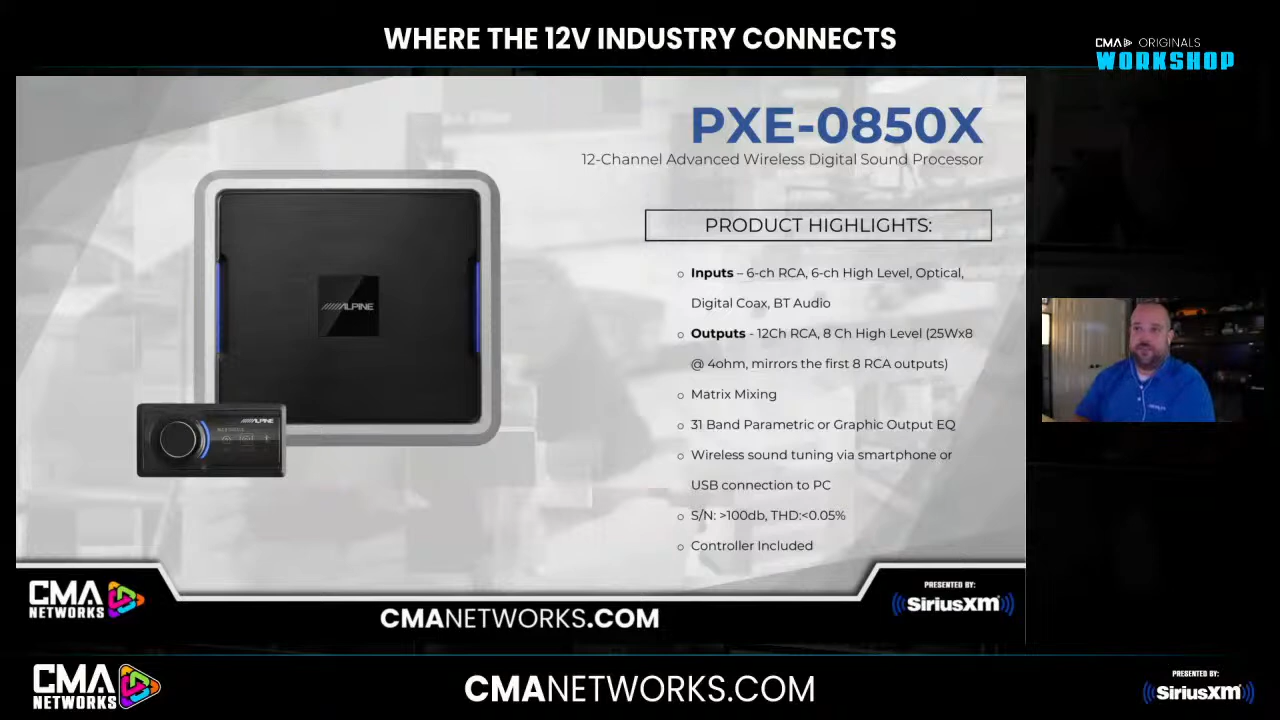 WHERE THE 12V INDUSTRY CONNECTS
CMA ORIGINALS
WORKSHOP
PXE-0850X
12-Channel Advanced Wireless Digital Sound Processor
PRODUCT HIGHLIGHTS:
Inputs – 6-ch RCA, 6-ch High Level, Optical,
Digital Coax, BT Audio
Outputs - 12Ch RCA, 8 Ch High Level (25Wx8
@ 4ohm, mirrors the first 8 RCA outputs)
Matrix Mixing
31 Band Parametric or Graphic Output EQ
Wireless sound tuning via smartphone or
USB connection to PC
S/N: >100db, THD:<0.05%
Controller Included
ALPINE
ALPINE
CMA
NETWORKS
CMANETWORKS.COM
PRESENTED BY:
SiriusXM
CMA
NETWORKS
CMANETWORKS.COM
PRESENTED BY:
SiriusXM